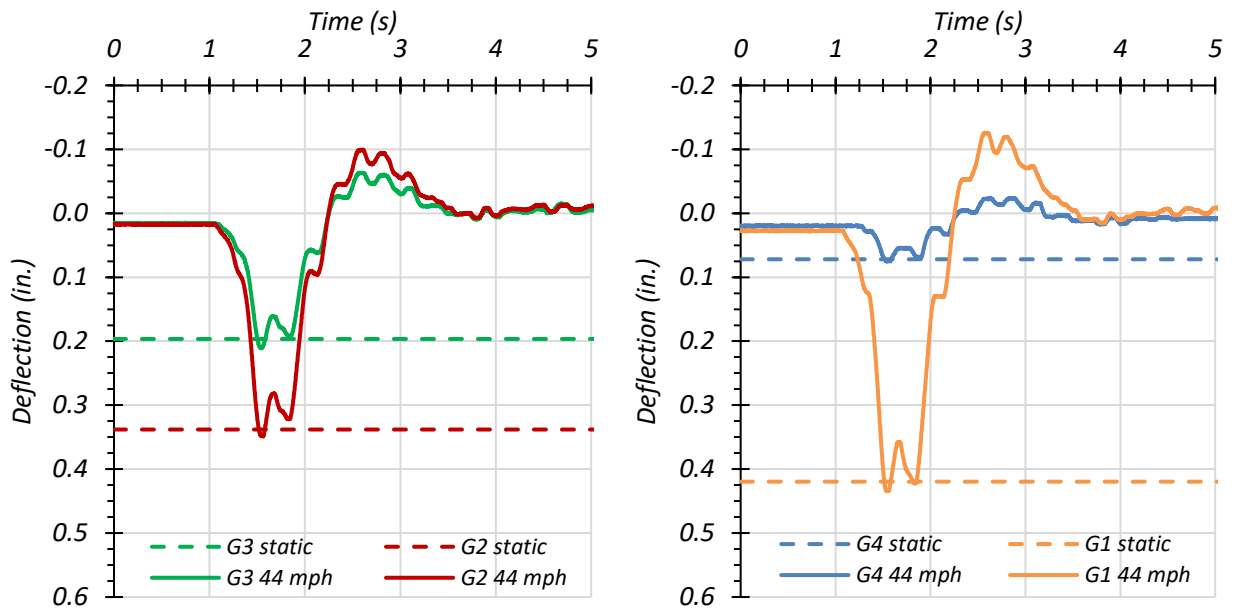 Time (s)
0 1 2 3 4 5
-0.2
-0.1
0.0
0.1
0.2
0.3
0.4
0.5
0.6
Deflection (in.)
G3 static G2 static
G3 44 mph G2 44 mph
Time (s)
0 1 2 3 4 5
-0.2
-0.1
0.0
0.1
0.2
0.3
0.4
0.5
0.6
Deflection (in.)
G4 static G1 static
G4 44 mph G1 44 mph